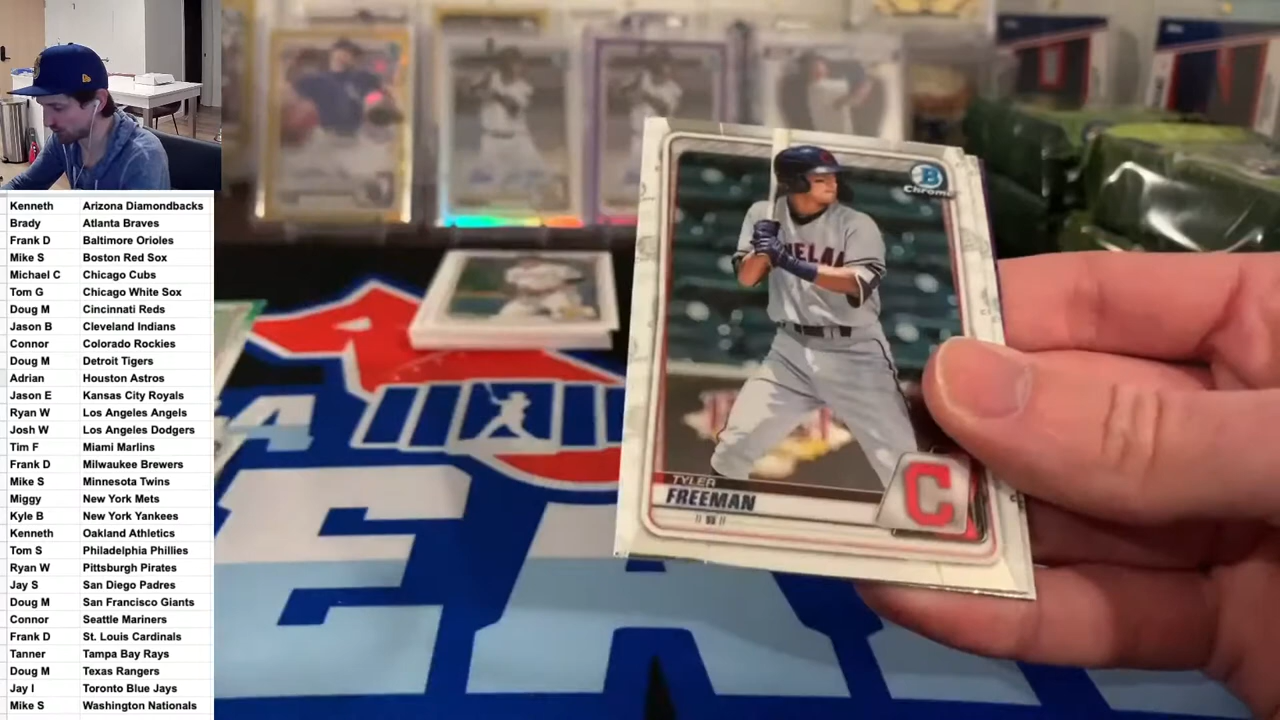 Kenneth Arizona Diamondbacks
Brady Atlanta Braves
Frank D Baltimore Orioles
Mike S Boston Red Sox
Michael C Chicago Cubs
Tom G Chicago White Sox
Doug M Cincinnati Reds
Jason B Cleveland Indians
Connor Colorado Rockies
Doug M Detroit Tigers
Adrian Houston Astros
Jason E Kansas City Royals
Ryan W Los Angeles Angels
Josh W Los Angeles Dodgers
Tim F Miami Marlins
Frank D Milwaukee Brewers
Mike S Minnesota Twins
Miggy New York Mets
Kyle B New York Yankees
Kenneth Oakland Athletics
Tom S Philadelphia Phillies
Ryan W Pittsburgh Pirates
Jay S San Diego Padres
Doug M San Francisco Giants
Connor Seattle Mariners
Frank D St. Louis Cardinals
Tanner Tampa Bay Rays
Doug M Texas Rangers
Jay I Toronto Blue Jays
Mike S Washington Nationals
B
Chrome
TYLER
FREEMAN
C